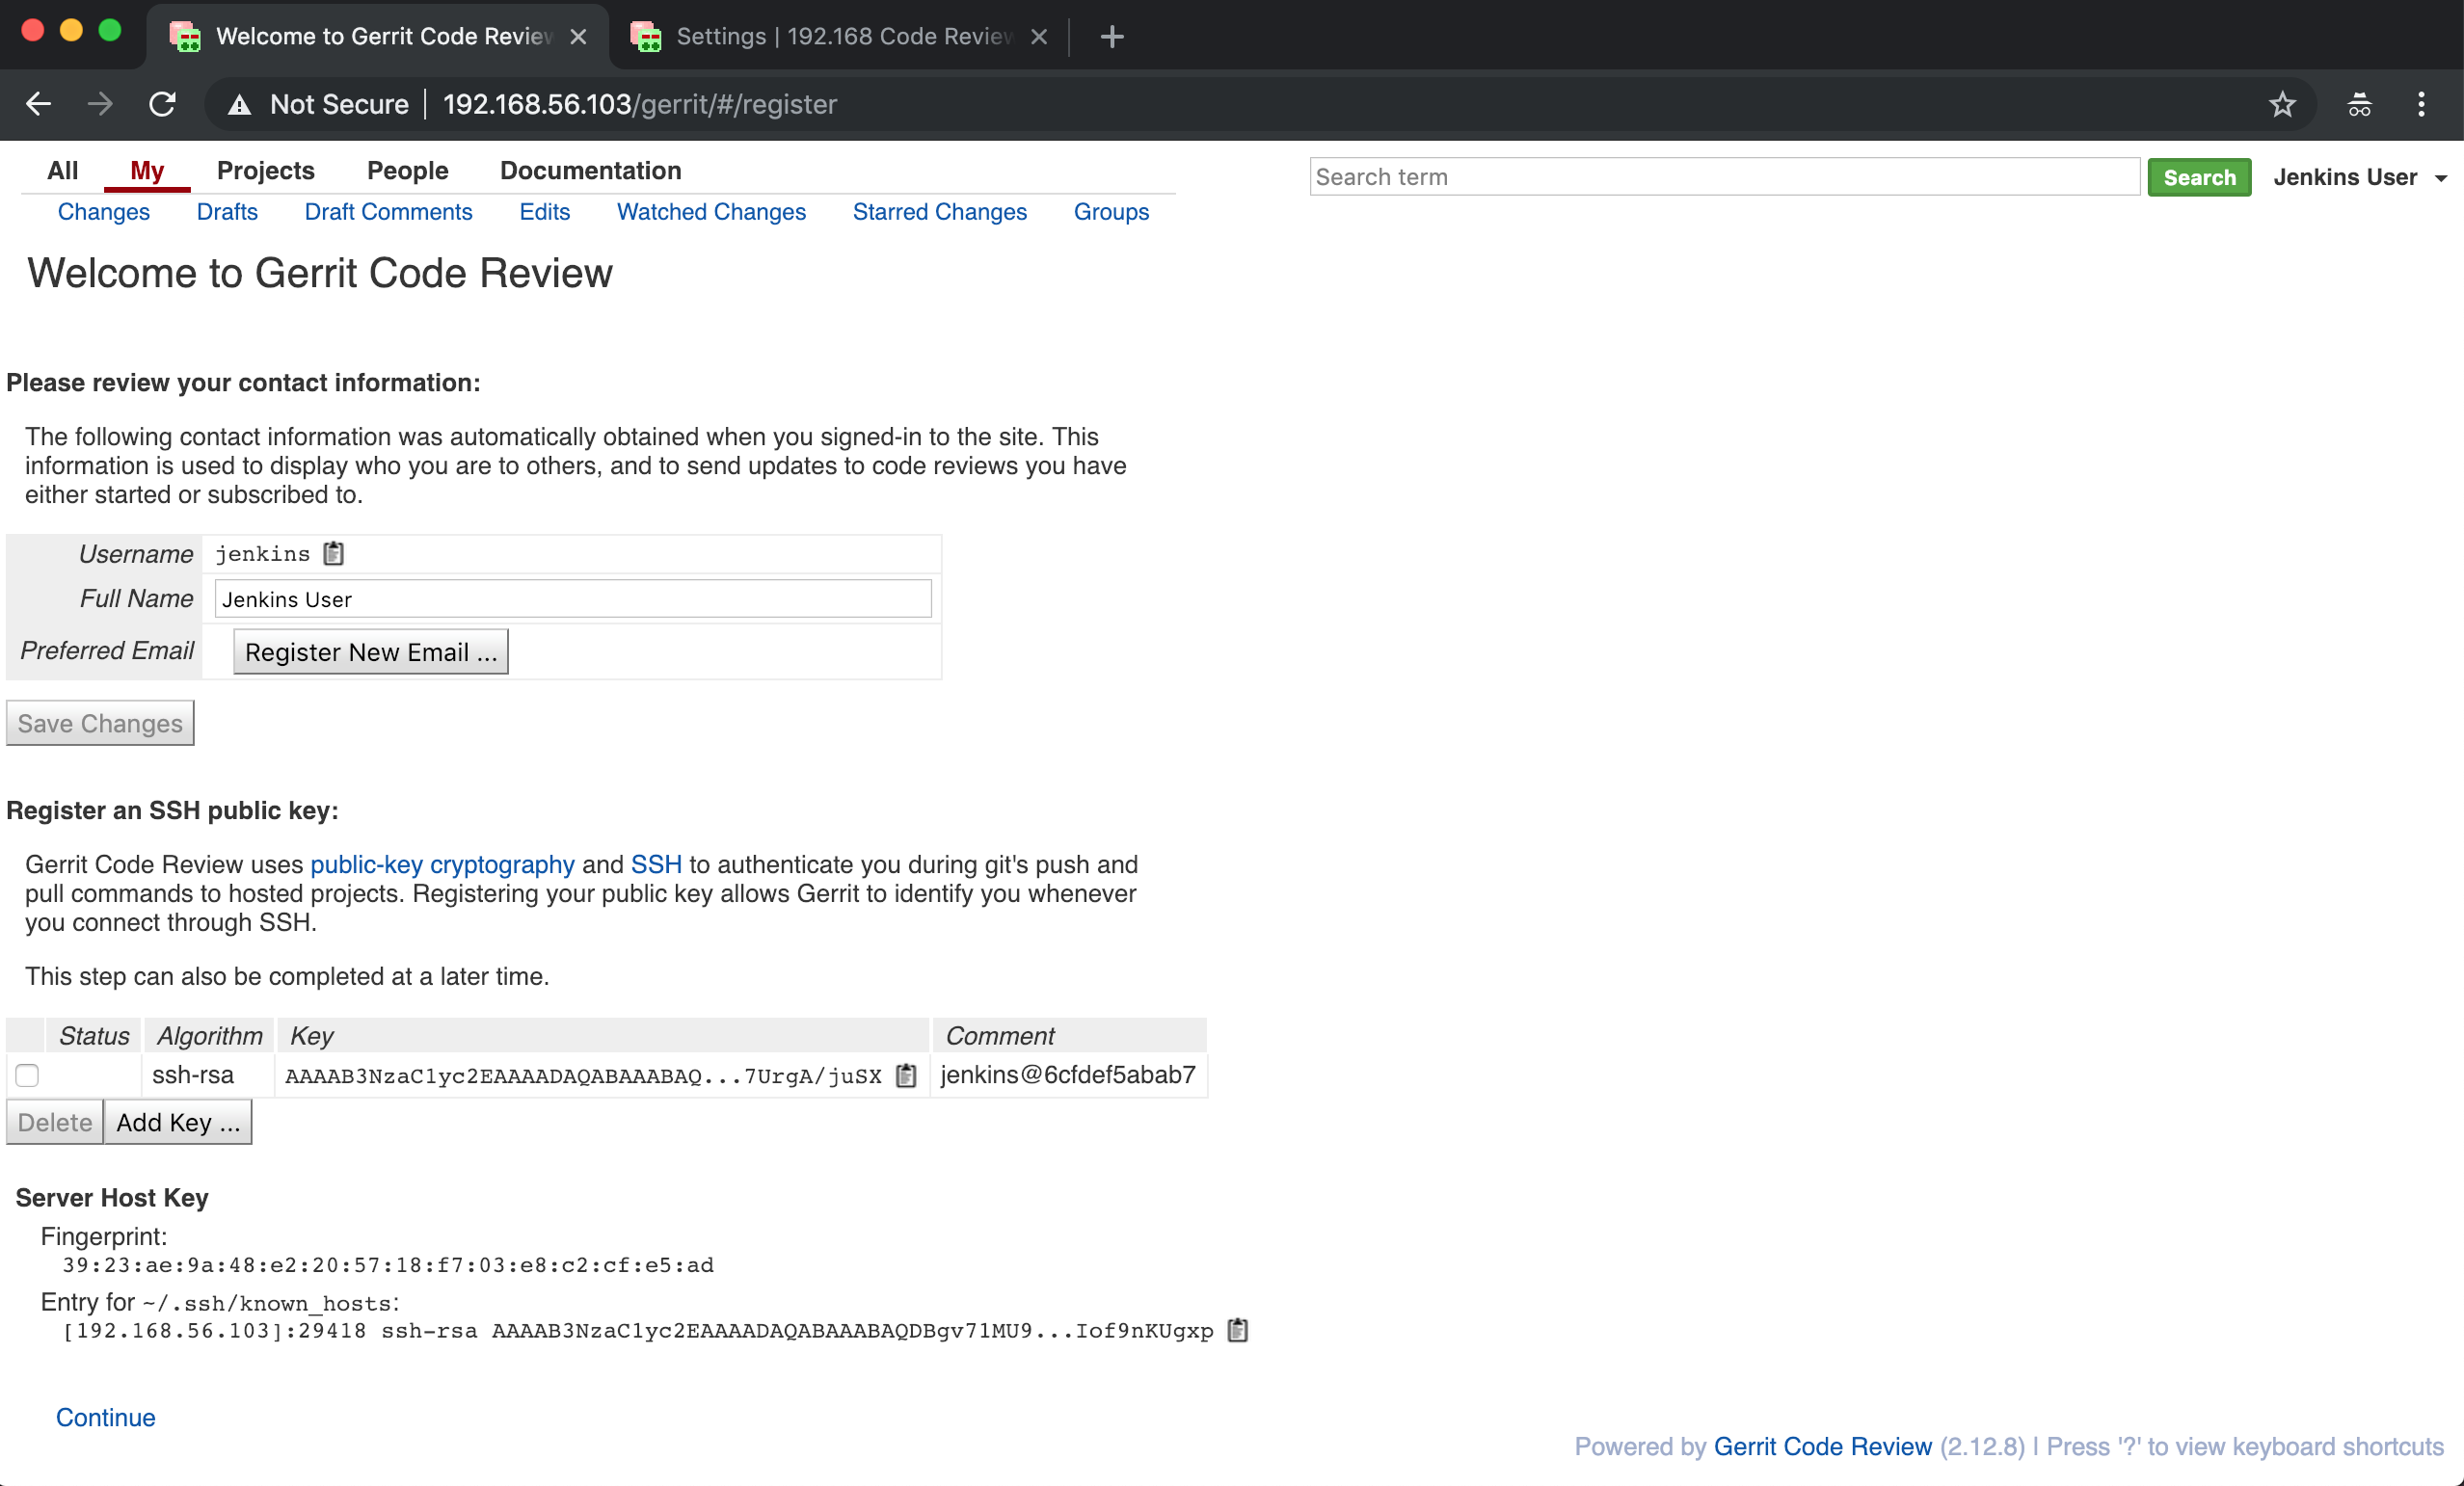 Welcome to Gerrit Code Review
Settings | 192.168 Code Review
Not Secure | 192.168.56.103/gerrit/#/register
All My Projects People Documentation
Search term
Search
Jenkins User
Changes Drafts Draft Comments Edits Watched Changes Starred Changes Groups
Welcome to Gerrit Code Review
Please review your contact information:
The following contact information was automatically obtained when you signed-in to the site. This
information is used to display who you are to others, and to send updates to code reviews you have
either started or subscribed to.
Username jenkins
Full Name Jenkins User
Preferred Email Register New Email ...
Save Changes
Register an SSH public key:
Gerrit Code Review uses public-key cryptography and SSH to authenticate you during git's push and
pull commands to hosted projects. Registering your public key allows Gerrit to identify you whenever
you connect through SSH.
This step can also be completed at a later time.
Status Algorithm Key Comment
ssh-rsa AAAAB3NzaC1yc2EAAAADAQABAAABAQ...7UrgA/juSX jenkins@6cfdef5abab7
Delete Add Key ...
Server Host Key
Fingerprint:
39:23:ae:9a:48:e2:20:57:18:f7:03:e8:c2:cf:e5:ad
Entry for ~/.ssh/known_hosts:
[192.168.56.103]:29418 ssh-rsa AAAAB3NzaC1yc2EAAAADAQABAAABAQDBgv71MU9...Iof9nKUgxp
Continue
Powered by Gerrit Code Review (2.12.8) | Press '?' to view keyboard shortcuts